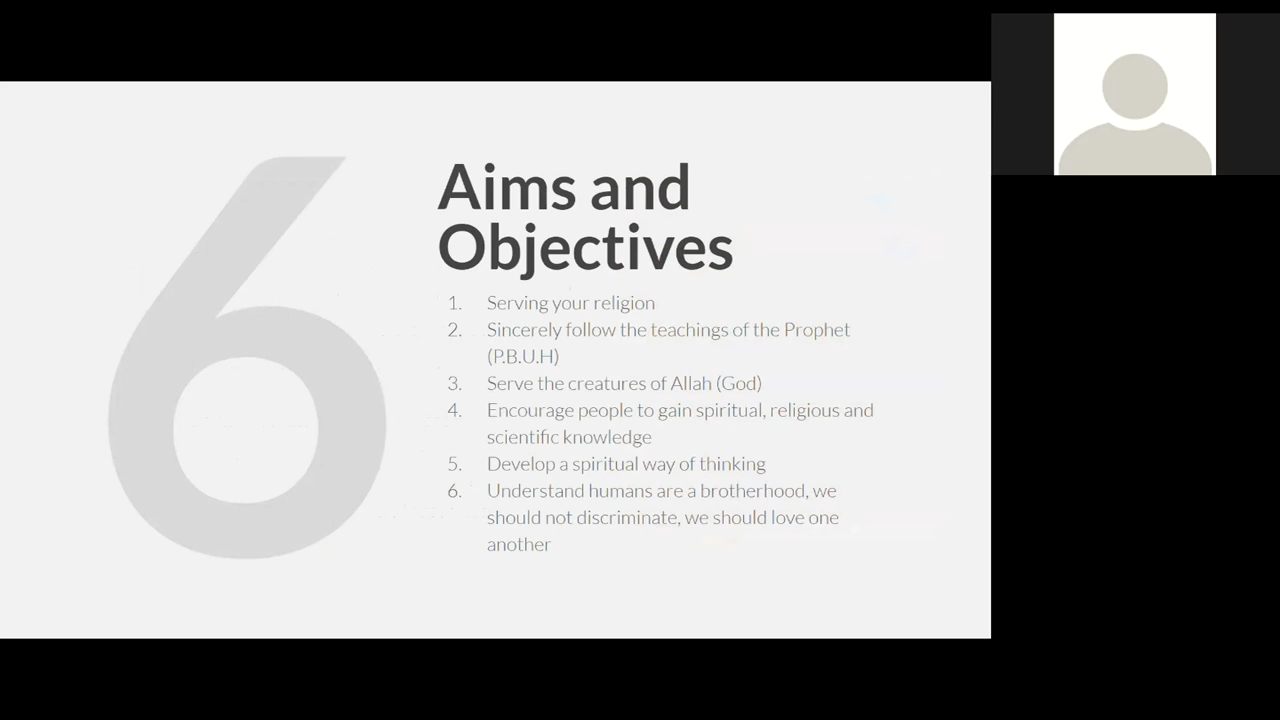 6
Aims and
Objectives
1. Serving your religion
2. Sincerely follow the teachings of the Prophet
(P.B.U.H)
3. Serve the creatures of Allah (God)
4. Encourage people to gain spiritual, religious and
scientific knowledge
5. Develop a spiritual way of thinking
6. Understand humans are a brotherhood, we
should not discriminate, we should love one
another